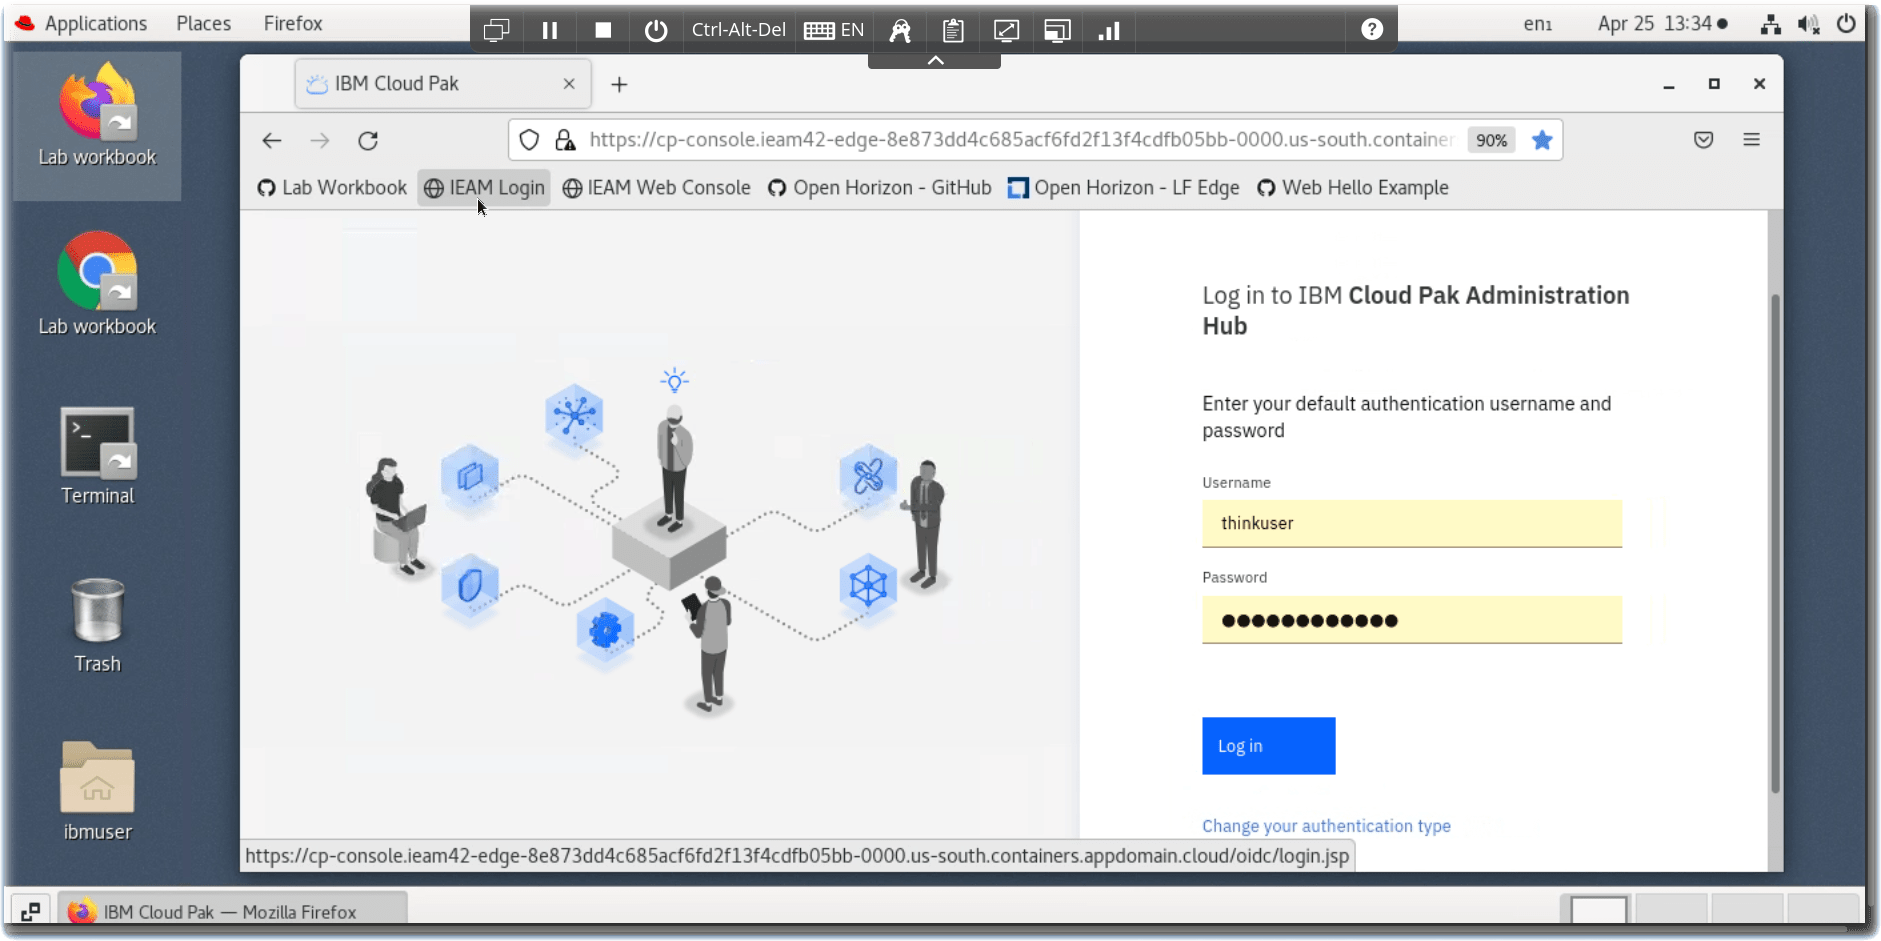 Applications Places Firefox
Ctrl-Alt-Del EN
en₁ Apr 25 13:34
IBM Cloud Pak
https://cp-console.ieam42-edge-8e873dd4c685acf6fd2f13f4cdfb05bb-0000.us-south.container 90%
Lab Workbook IEAM Login IEAM Web Console Open Horizon - GitHub Open Horizon - LF Edge Web Hello Example
Lab workbook
Lab workbook
Terminal
Trash
ibmuser
Log in to IBM Cloud Pak Administration
Hub
Enter your default authentication username and
password
Username
thinkuser
Password
●●●●●●●●●●●●
Log in
Change your authentication type
https://cp-console.ieam42-edge-8e873dd4c685acf6fd2f13f4cdfb05bb-0000.us-south.containers.appdomain.cloud/oidc/login.jsp
IBM Cloud Pak — Mozilla Firefox